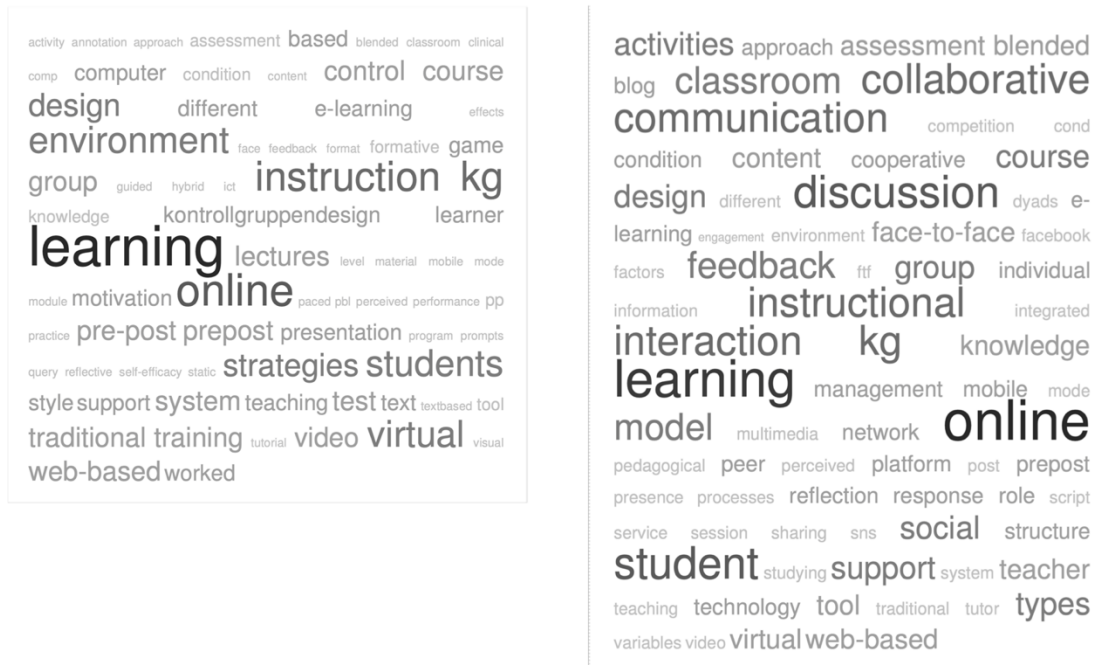 activity annotation approach assessment based blended classroom clinical
comp computer condition content control course
design different e-learning effects
environment face feedback format formative game
group guided hybrid ict instruction kg
knowledge kontrollgruppendesign learner
learning lectures level material mobile mode
module motivation online paced pbl perceived performance pp
practice pre-post prepost presentation program prompts
query reflective self-efficacy static strategies students
style support system teaching test text textbased tool
traditional training tutorial video virtual visual
web-based worked
activities approach assessment blended
blog classroom collaborative
communication competition cond
condition content cooperative course
design different discussion dyads e-
learning engagement environment face-to-face facebook
factors feedback ftf group individual
information instructional integrated
interaction kg knowledge
learning management mobile mode
model multimedia network online
pedagogical peer perceived platform post prepost
presence processes reflection response role script
service session sharing sns social structure
student studying support system teacher
teaching technology tool traditional tutor types
variables video virtual web-based